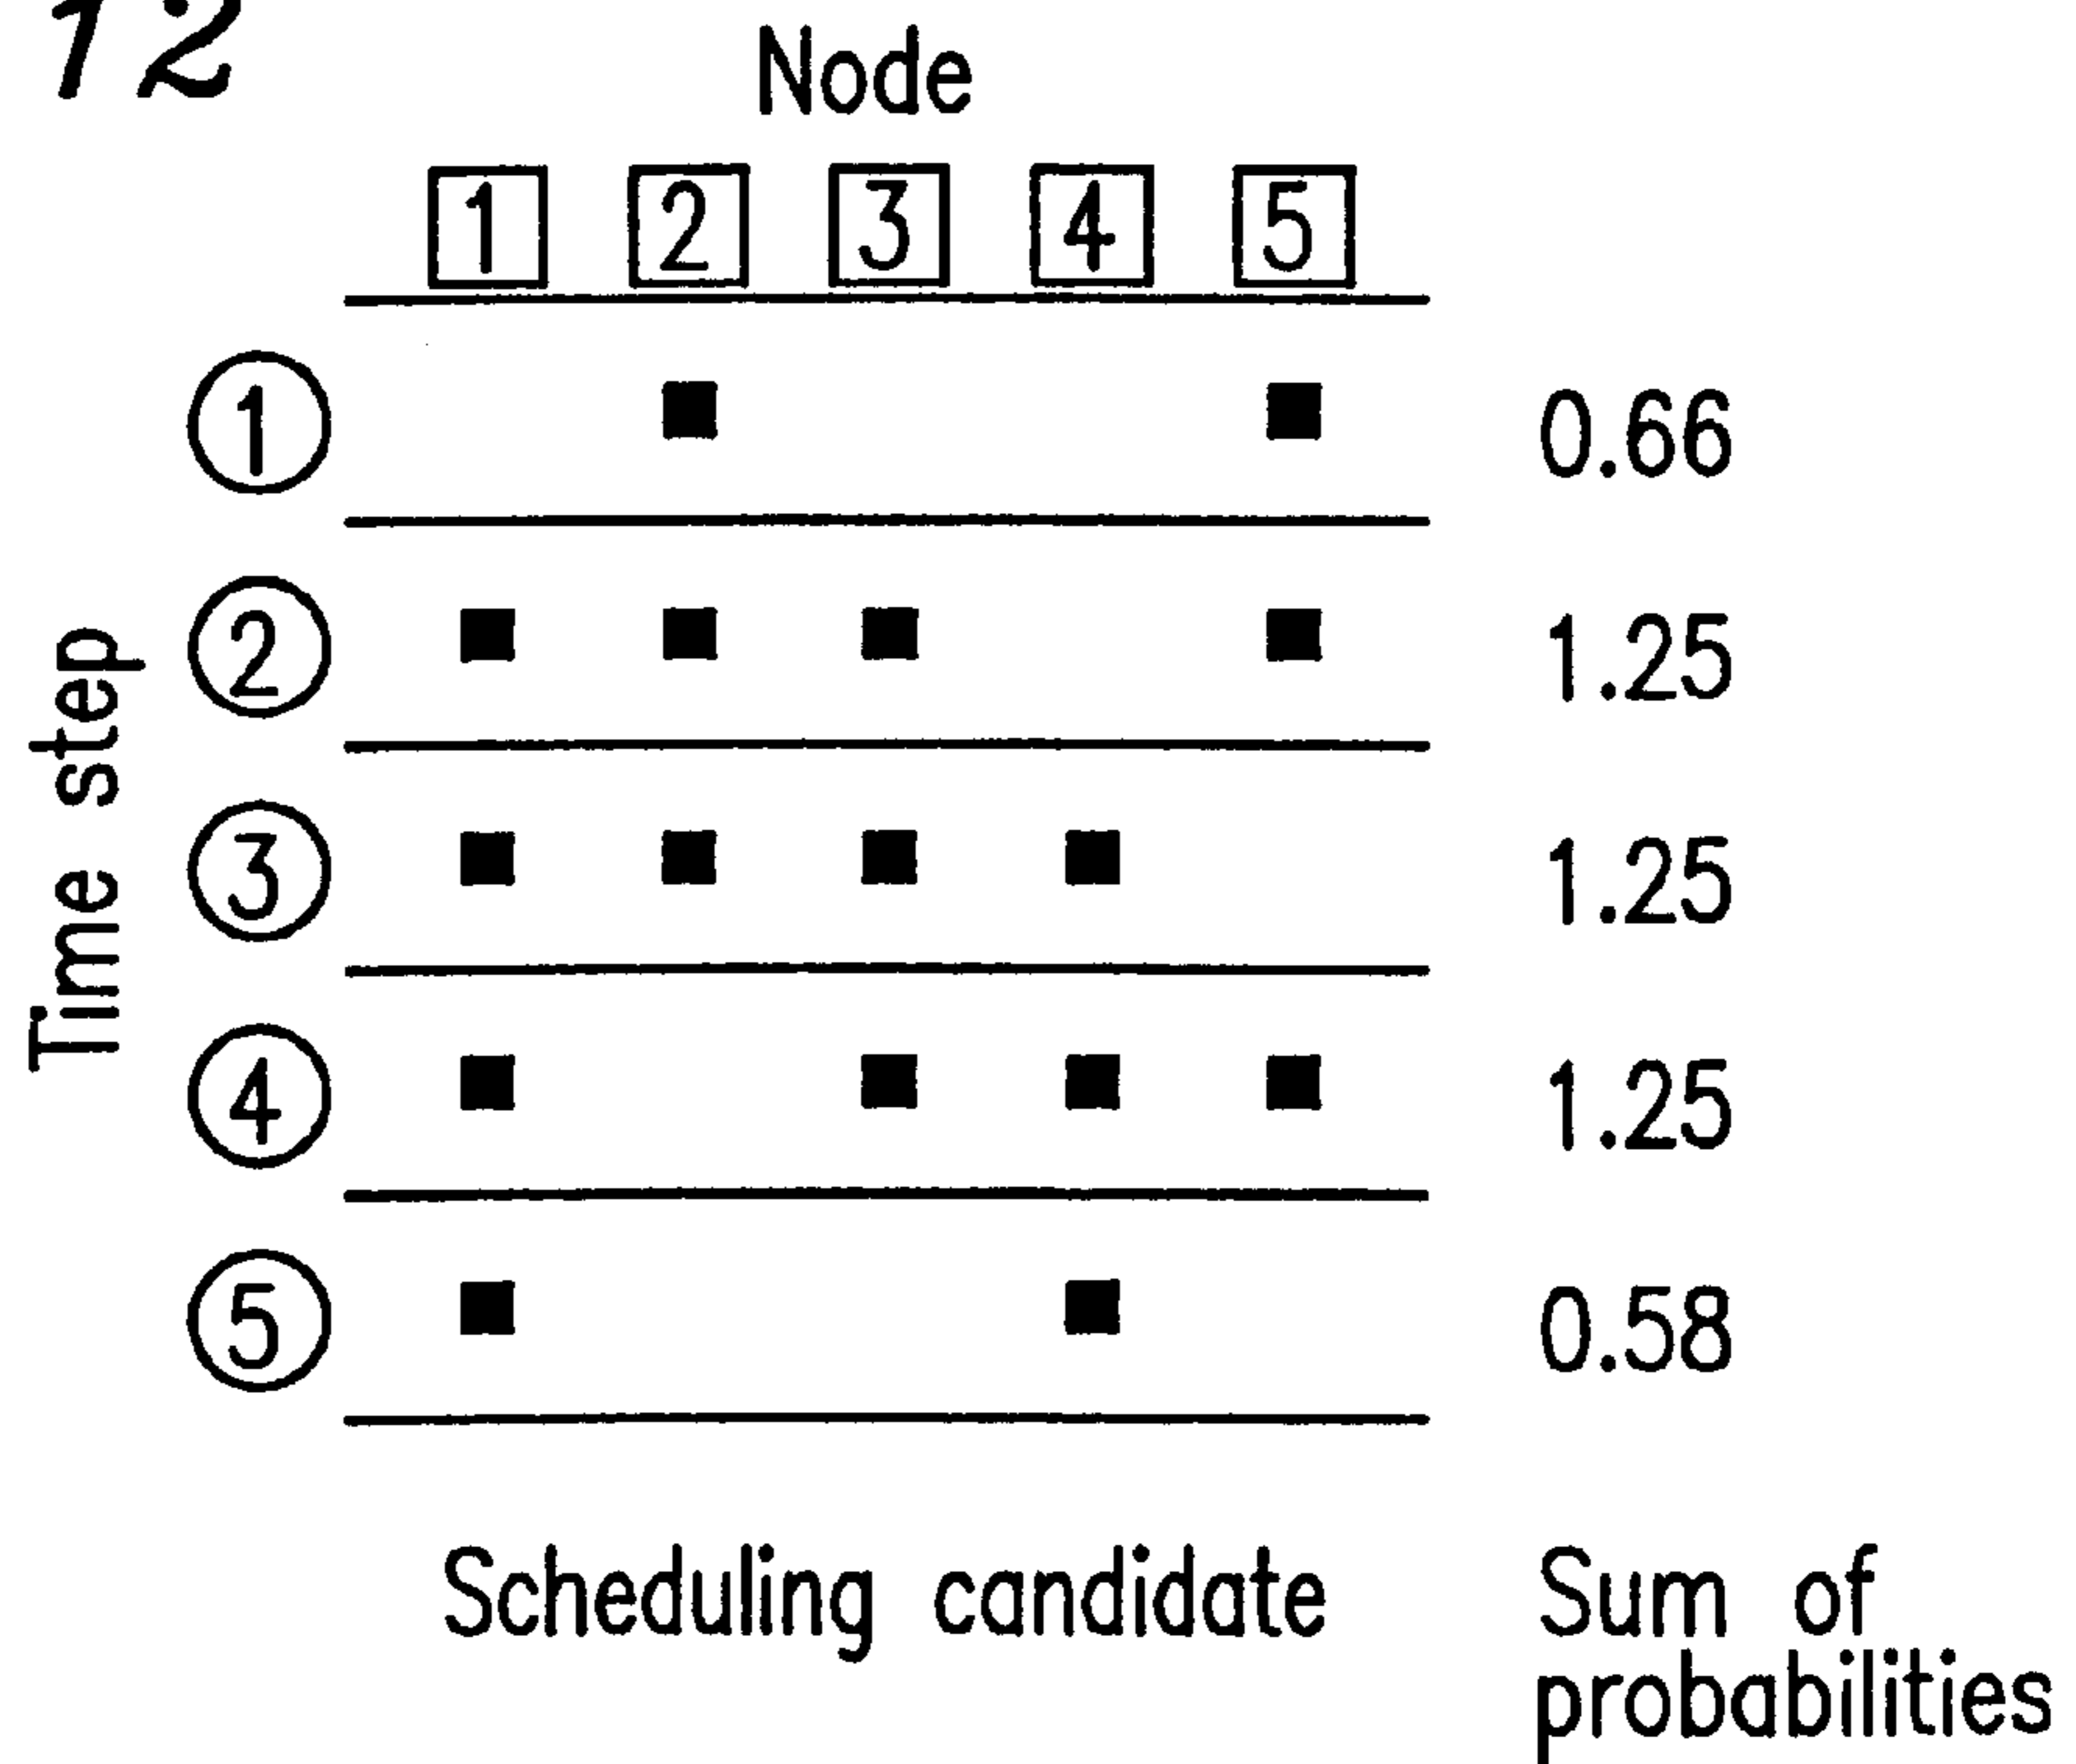 12
Node
1 2 3 4 5
Time step
1 0.66
2 1.25
3 1.25
4 1.25
5 0.58
Scheduling candidate
Sum of
probabilities